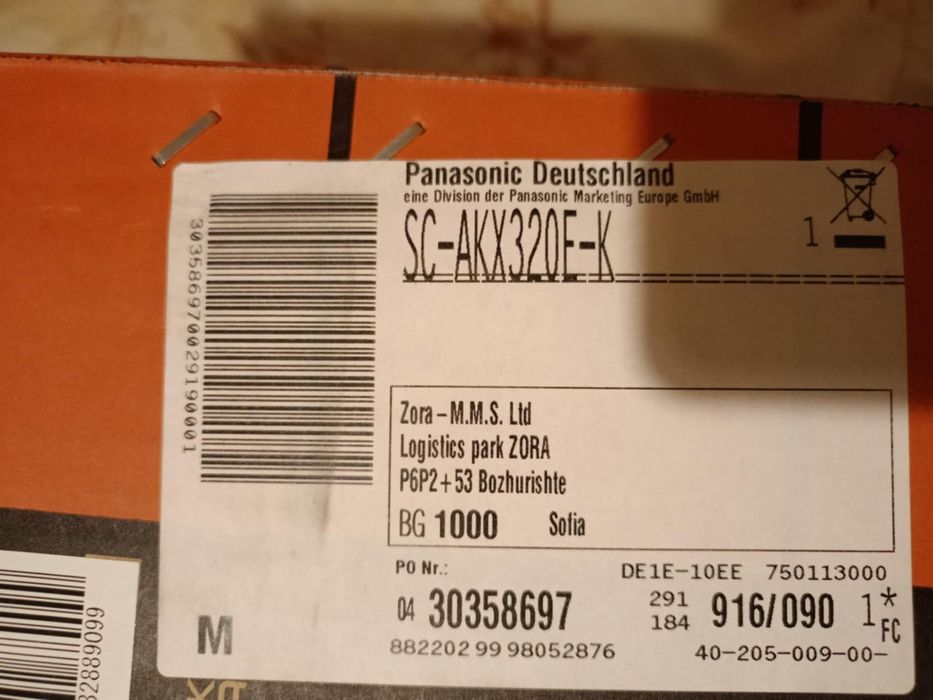 Panasonic Deutschland
eine Division der Panasonic Marketing Europe GmbH
SC-AKX320E-K
1
303586970029190001
Zora-M.M.S. Ltd
Logistics park ZORA
P6P2+53 Bozhurishte
BG 1000 Sofia
PO Nr.:
DE1E-10EE 750113000
04 30358697
291
184
916/090
1*
FC
882202 99 98052876
40-205-009-00-
M
32889099